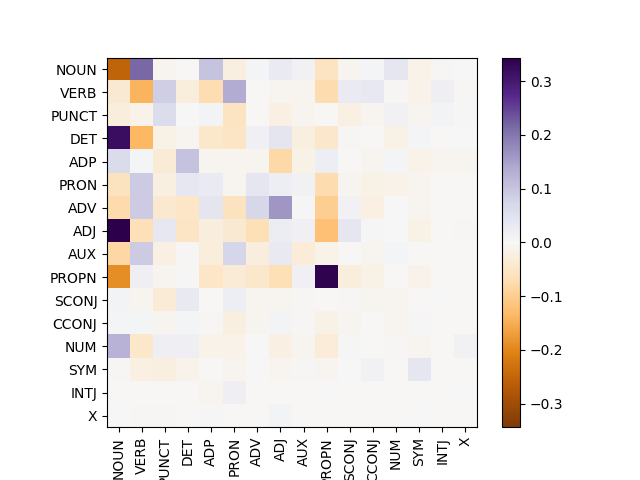 NOUN
VERB
PUNCT
DET
ADP
PRON
ADV
ADJ
AUX
PROPN
SCONJ
CCONJ
NUM
SYM
INTJ
X
NOUN
VERB
PUNCT
DET
ADP
PRON
ADV
ADJ
AUX
PROPN
SCONJ
CCONJ
NUM
SYM
INTJ
X
0.3
0.2
0.1
0.0
−0.1
−0.2
−0.3